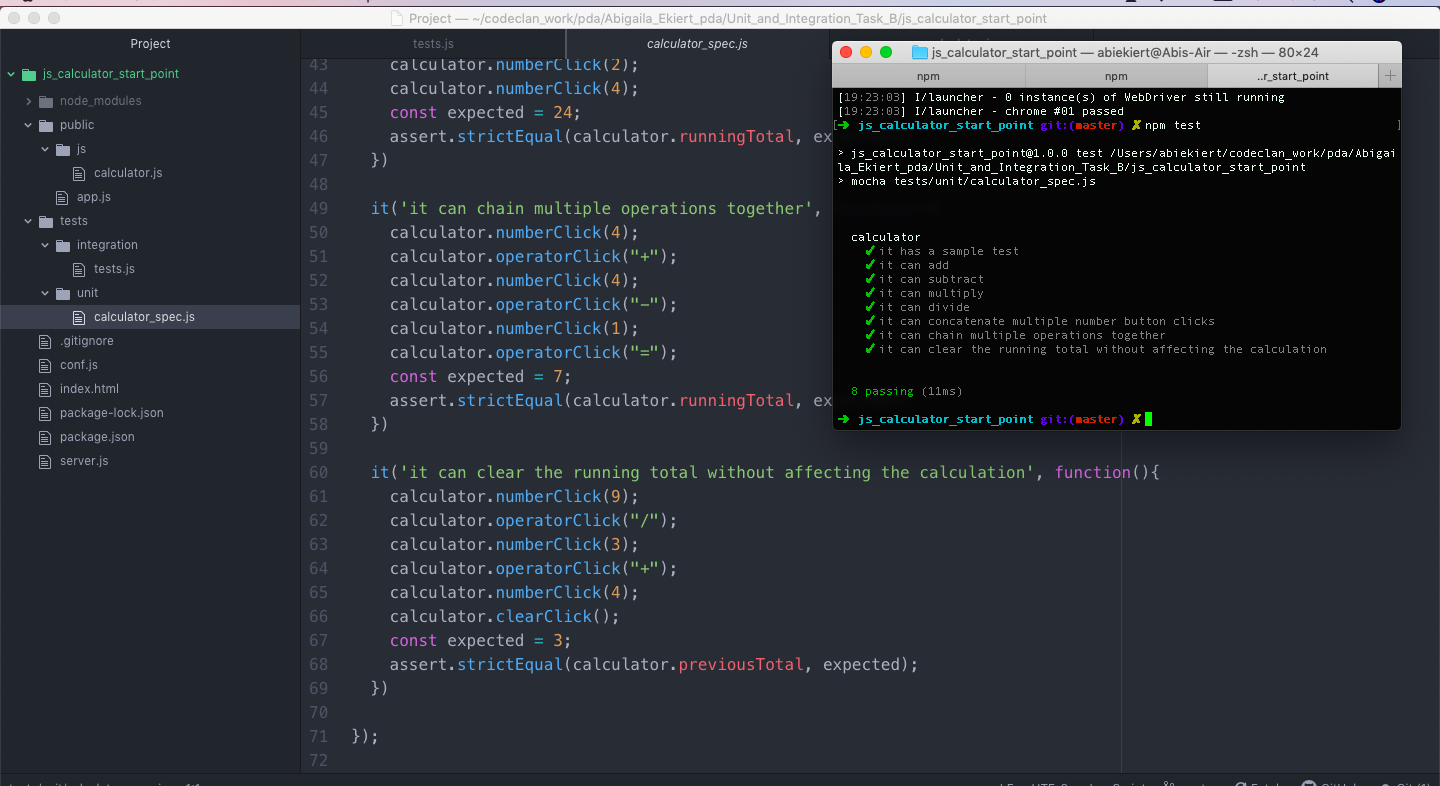 Project — ~/codeclan_work/pda/Abigaila_Ekiert_pda/Unit_and_Integration_Task_B/js_calculator_start_point
Project
js_calculator_start_point
node_modules
public
js
calculator.js
app.js
tests
integration
tests.js
unit
calculator_spec.js
.gitignore
conf.js
index.html
package-lock.json
package.json
server.js
tests.js
calculator_spec.js
43 calculator.numberClick(2);
44 calculator.numberClick(4);
45 const expected = 24;
46 assert.strictEqual(calculator.runningTotal, ex
47 })
48
49 it('it can chain multiple operations together',
50 calculator.numberClick(4);
51 calculator.operatorClick("+");
52 calculator.numberClick(4);
53 calculator.operatorClick("-");
54 calculator.numberClick(1);
55 calculator.operatorClick("=");
56 const expected = 7;
57 assert.strictEqual(calculator.runningTotal, ex
58 })
59
60 it('it can clear the running total without affecting the calculation', function(){
61 calculator.numberClick(9);
62 calculator.operatorClick("/");
63 calculator.numberClick(3);
64 calculator.operatorClick("+");
65 calculator.numberClick(4);
66 calculator.clearClick();
67 const expected = 3;
68 assert.strictEqual(calculator.previousTotal, expected);
69 })
70
71 });
72
js_calculator_start_point — abiekiert@Abis-Air — -zsh — 80×24
npm
npm
..r_start_point
[19:23:03] I/launcher - 0 instance(s) of WebDriver still running
[19:23:03] I/launcher - chrome #01 passed
[➜ js_calculator_start_point git:(master) ✗ npm test ]
> js_calculator_start_point@1.0.0 test /Users/abiekiert/codeclan_work/pda/Abigai
la_Ekiert_pda/Unit_and_Integration_Task_B/js_calculator_start_point
> mocha tests/unit/calculator_spec.js
calculator
✓ it has a sample test
✓ it can add
✓ it can subtract
✓ it can multiply
✓ it can divide
✓ it can concatenate multiple number button clicks
✓ it can chain multiple operations together
✓ it can clear the running total without affecting the calculation
8 passing (11ms)
➜ js_calculator_start_point git:(master) ✗